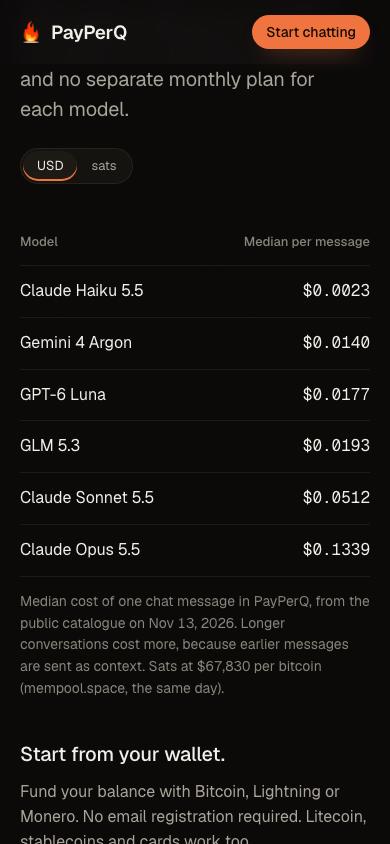 PayPerQ
Start chatting
and no separate monthly plan for
each model.
USD sats
Model Median per message
Claude Haiku 5.5 $0.0023
Gemini 4 Argon $0.0140
GPT-6 Luna $0.0177
GLM 5.3 $0.0193
Claude Sonnet 5.5 $0.0512
Claude Opus 5.5 $0.1339
Median cost of one chat message in PayPerQ, from the
public catalogue on Nov 13, 2026. Longer
conversations cost more, because earlier messages
are sent as context. Sats at $67,830 per bitcoin
(mempool.space, the same day).
Start from your wallet.
Fund your balance with Bitcoin, Lightning or
Monero. No email registration required. Litecoin,
stablecoins and cards work too.